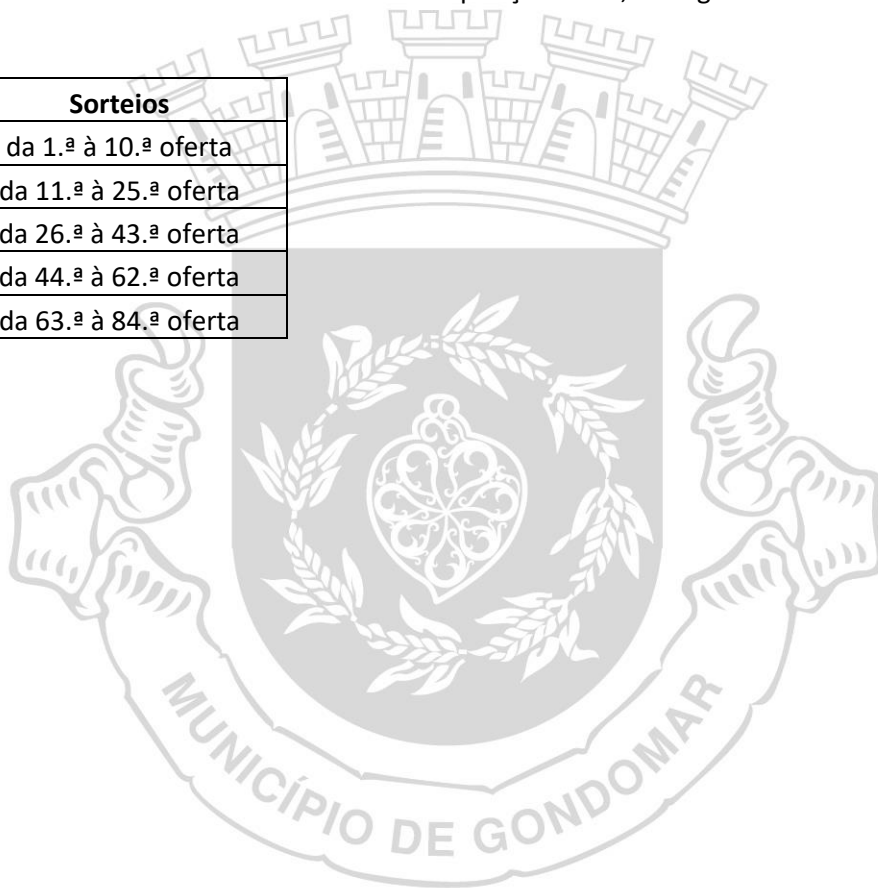 Sorteios
da 1.ª à 10.ª oferta
da 11.ª à 25.ª oferta
da 26.ª à 43.ª oferta
da 44.ª à 62.ª oferta
da 63.ª à 84.ª oferta
MUNICÍPIO DE GONDOMAR